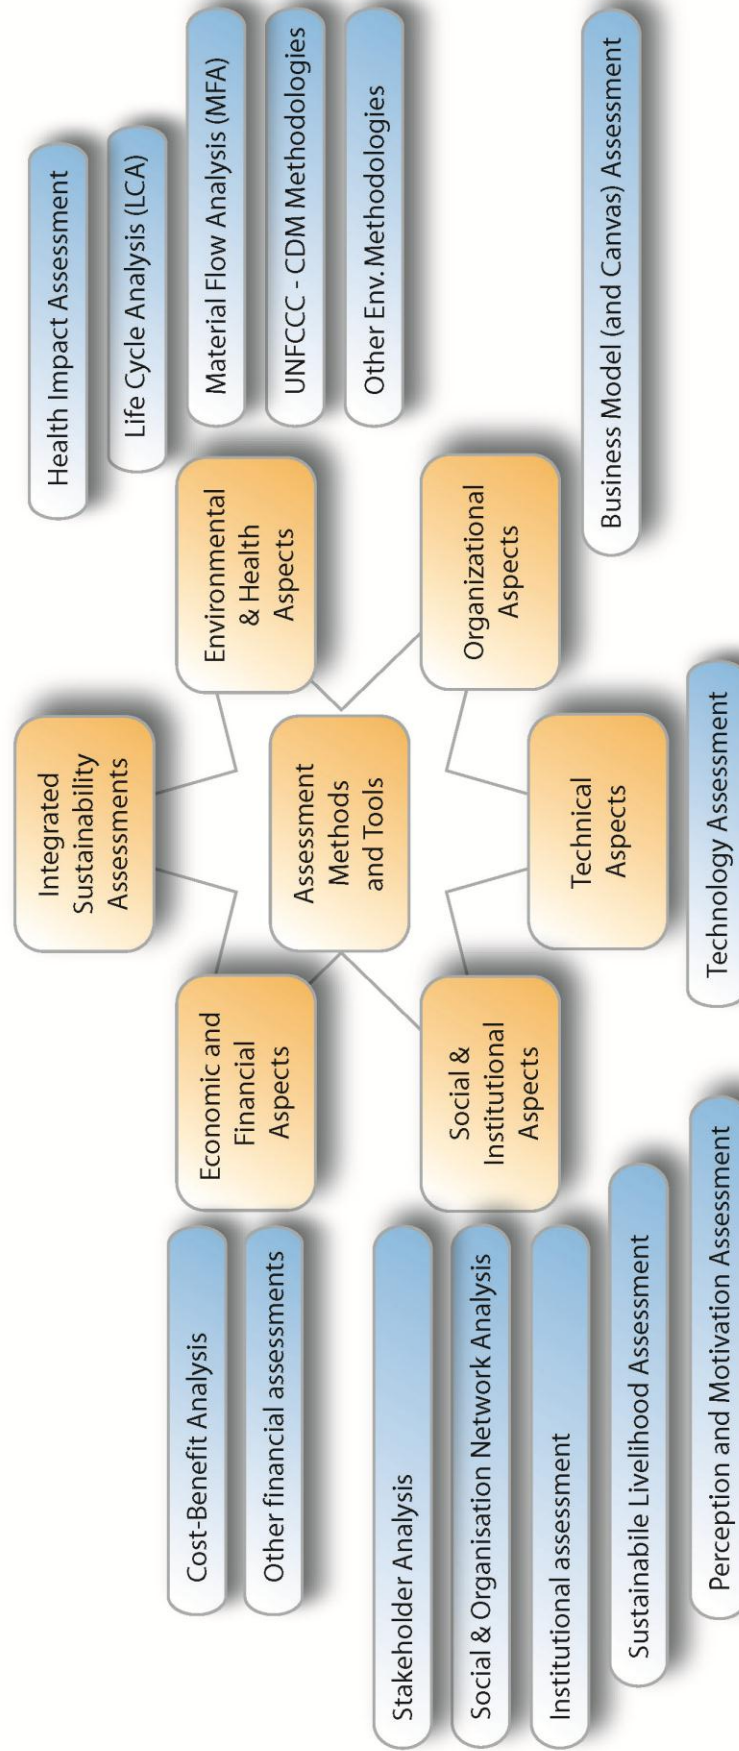 Integrated
Sustainability
Assessments
Economic and
Financial
Aspects
Environmental
& Health
Aspects
Assessment
Methods
and Tools
Social &
Institutional
Aspects
Organizational
Aspects
Technical
Aspects
Cost-Benefit Analysis
Other financial assessments
Stakeholder Analysis
Social & Organisation Network Analysis
Institutional assessment
Sustainabile Livelihood Assessment
Perception and Motivation Assessment
Technology Assessment
Health Impact Assessment
Life Cycle Analysis (LCA)
Material Flow Analysis (MFA)
UNFCCC - CDM Methodologies
Other Env. Methodologies
Business Model (and Canvas) Assessment